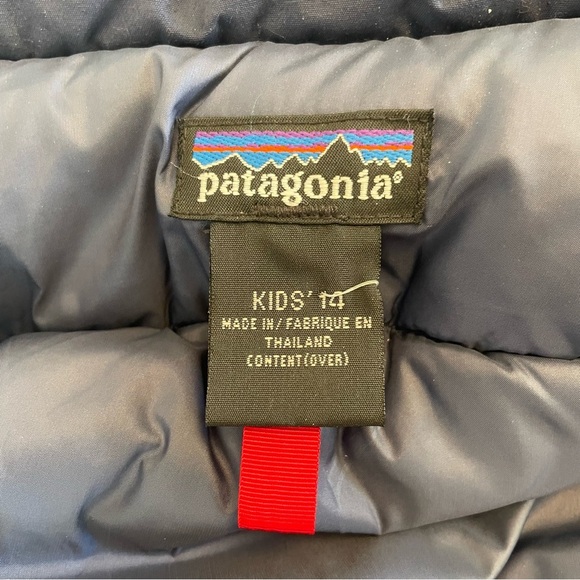 patagonia®
KIDS' 14
MADE IN/FABRIQUE EN
THAILAND
CONTENT(OVER)